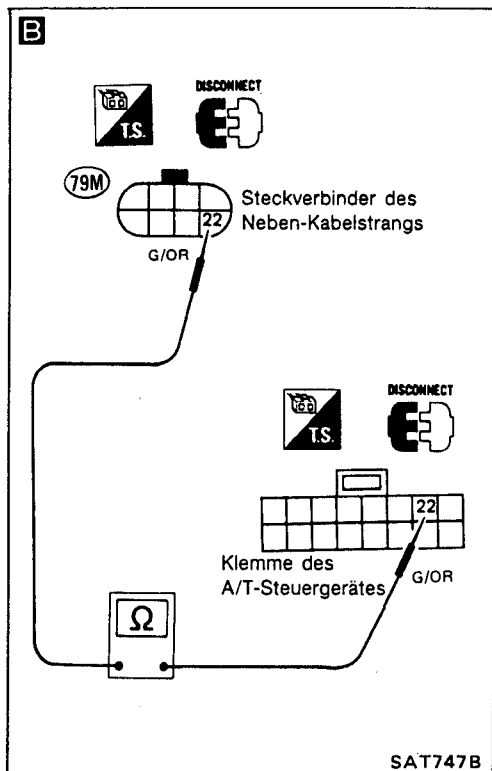 B
DISCONNECT
T.S.
79M
Steckverbinder des
Neben-Kabelstrangs
22
G/OR
DISCONNECT
T.S.
22
Klemme des
A/T-Steuergerätes
G/OR
Ω
SAT747B